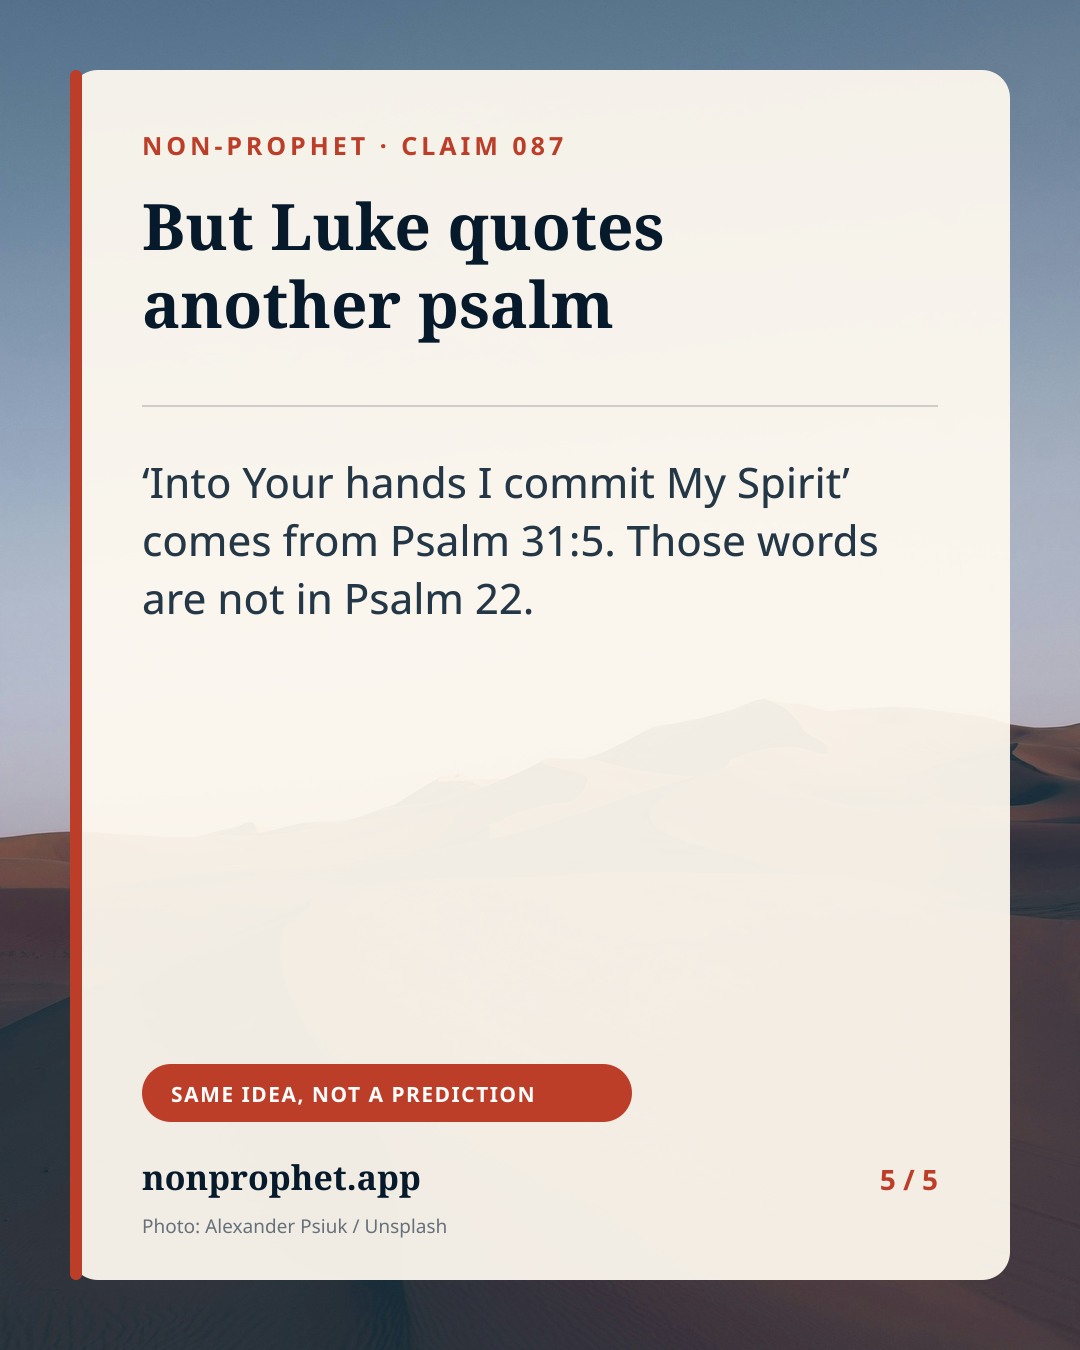 NON-PROPHET · CLAIM 087
But Luke quotes
another psalm
‘Into Your hands I commit My Spirit’
comes from Psalm 31:5. Those words
are not in Psalm 22.
SAME IDEA, NOT A PREDICTION
nonprophet.app
5 / 5
Photo: Alexander Psiuk / Unsplash